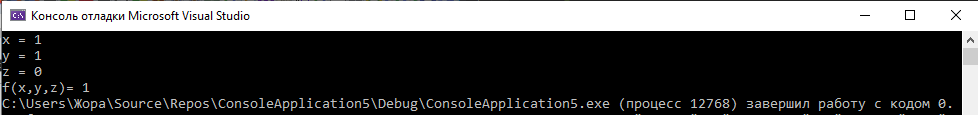 Консоль отладки Microsoft Visual Studio
x = 1
y = 1
z = 0
f(x,y,z)= 1
C:\Users\Жора\Source\Repos\ConsoleApplication5\Debug\ConsoleApplication5.exe (процесс 12768) завершил работу с кодом 0.